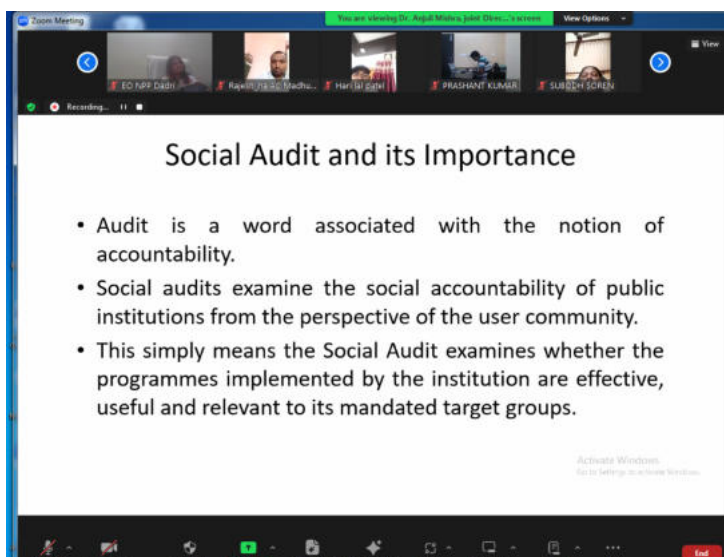 Zoom Meeting
You are viewing Dr. Anjali Mishra, Joint Direc...'s screen
View Options
View
EO NPP Dadri
Hari lal patel
PRASHANT KUMAR
SUBODH SOREN
Recording...
Social Audit and its Importance
• Audit is a word associated with the notion of
accountability.
• Social audits examine the social accountability of public
institutions from the perspective of the user community.
• This simply means the Social Audit examines whether the
programmes implemented by the institution are effective,
useful and relevant to its mandated target groups.
Activate Windows
Go to Settings to activate Windows.
End